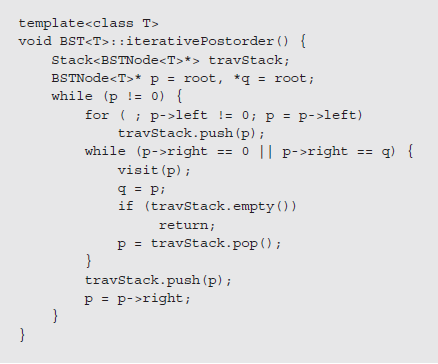 template<class T>
void BST<T>::iterativePostorder() {
    Stack<BSTNode<T>*> travStack;
    BSTNode<T>* p = root, *q = root;
    while (p != 0) {
        for ( ; p->left != 0; p = p->left)
            travStack.push(p);
        while (p->right == 0 || p->right == q) {
            visit(p);
            q = p;
            if (travStack.empty())
                 return;
            p = travStack.pop();
        }
        travStack.push(p);
        p = p->right;
    }
}